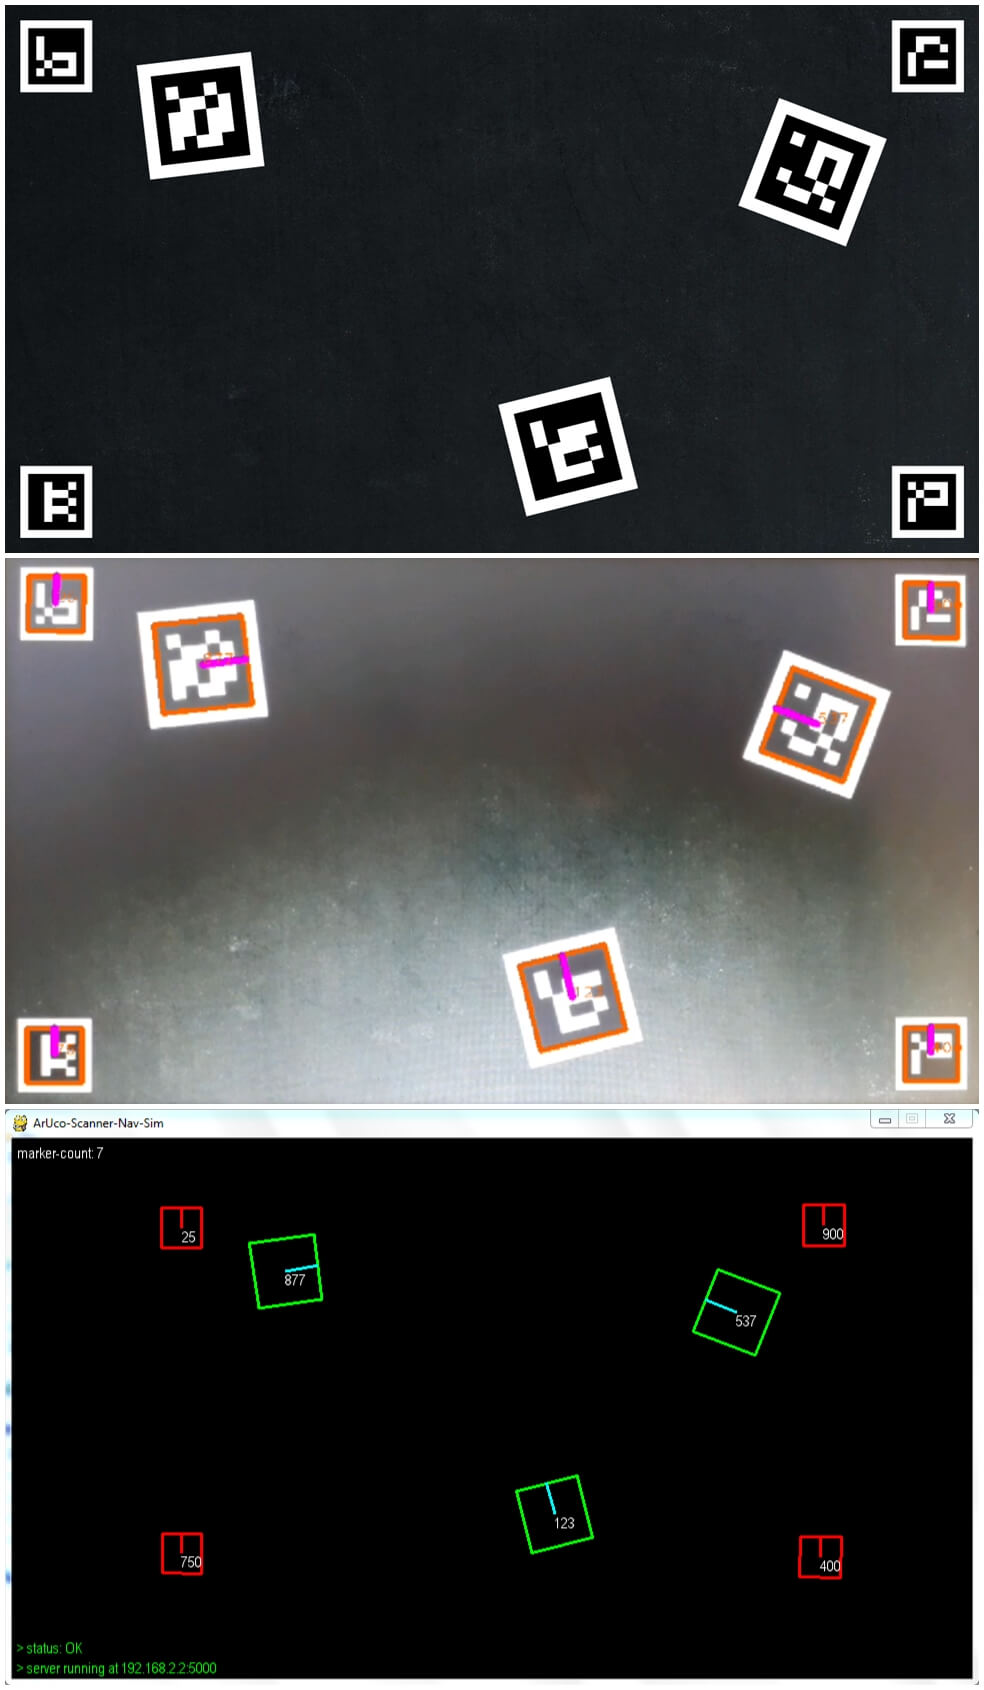 ArUco-Scanner-Nav-Sim
marker-count: 7
25
900
877
537
123
750
400
> status: OK
> server running at 192.168.2.2:5000